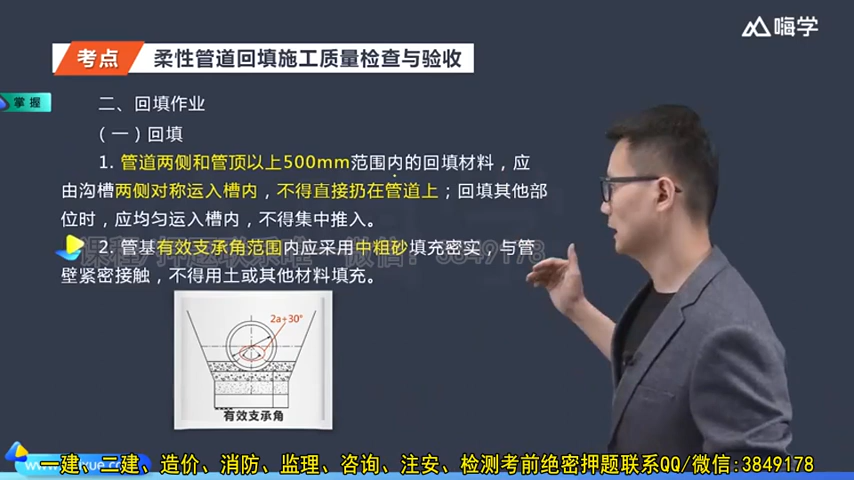 嗨学
考点 柔性管道回填施工质量检查与验收
掌握
二、回填作业
(一)回填
1. 管道两侧和管顶以上500mm范围内的回填材料，应
由沟槽两侧对称运入槽内，不得直接扔在管道上；回填其他部
位时，应均匀运入槽内，不得集中推入。
2. 管基有效支承角范围内应采用中粗砂填充密实，与管
壁紧密接触，不得用土或其他材料填充。
2a+30°
有效支承角
一建、二建、造价、消防、监理、咨询、注安、检测考前绝密押题联系QQ/微信:3849178